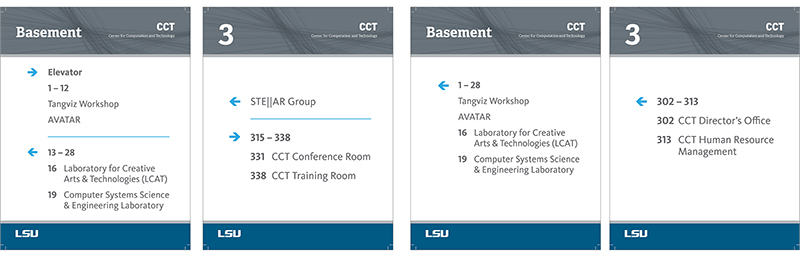 Basement
CCT
Center for Computation and Technology
→ Elevator
1 – 12
Tangviz Workshop
AVATAR
← 13 – 28
16 Laboratory for Creative
Arts & Technologies (LCAT)
19 Computer Systems Science
& Engineering Laboratory
LSU
3
CCT
Center for Computation and Technology
← STE||AR Group
→ 315 – 338
331 CCT Conference Room
338 CCT Training Room
LSU
Basement
CCT
Center for Computation and Technology
← 1 – 28
Tangviz Workshop
AVATAR
16 Laboratory for Creative
Arts & Technologies (LCAT)
19 Computer Systems Science
& Engineering Laboratory
LSU
3
CCT
Center for Computation and Technology
← 302 – 313
302 CCT Director's Office
313 CCT Human Resource
Management
LSU